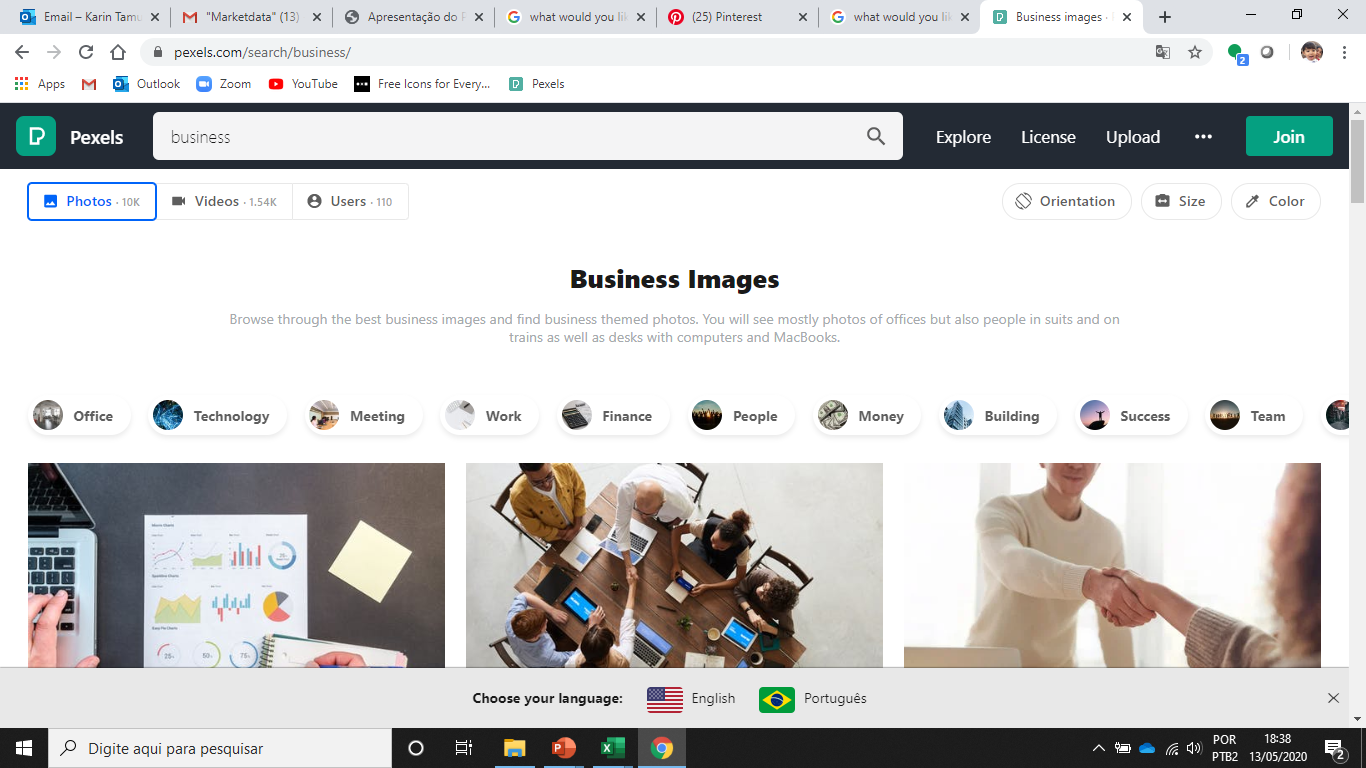 Email – Karin Tamu
"Marketdata" (13)
Apresentação do P
what would you lik
(25) Pinterest
what would you lik
Business images ·
pexels.com/search/business/
2
Apps
Outlook
Zoom
YouTube
Free Icons for Every...
Pexels
Pexels
business
Explore
License
Upload
Join
Photos · 10K
Videos · 1.54K
Users · 110
Orientation
Size
Color
Business Images
Browse through the best business images and find business themed photos. You will see mostly photos of offices but also people in suits and on
trains as well as desks with computers and MacBooks.
Office
Technology
Meeting
Work
Finance
People
Money
Building
Success
Team
25%
50%
75%
Choose your language:
English
Português
Digite aqui para pesquisar
POR
PTB2
18:38
13/05/2020
2